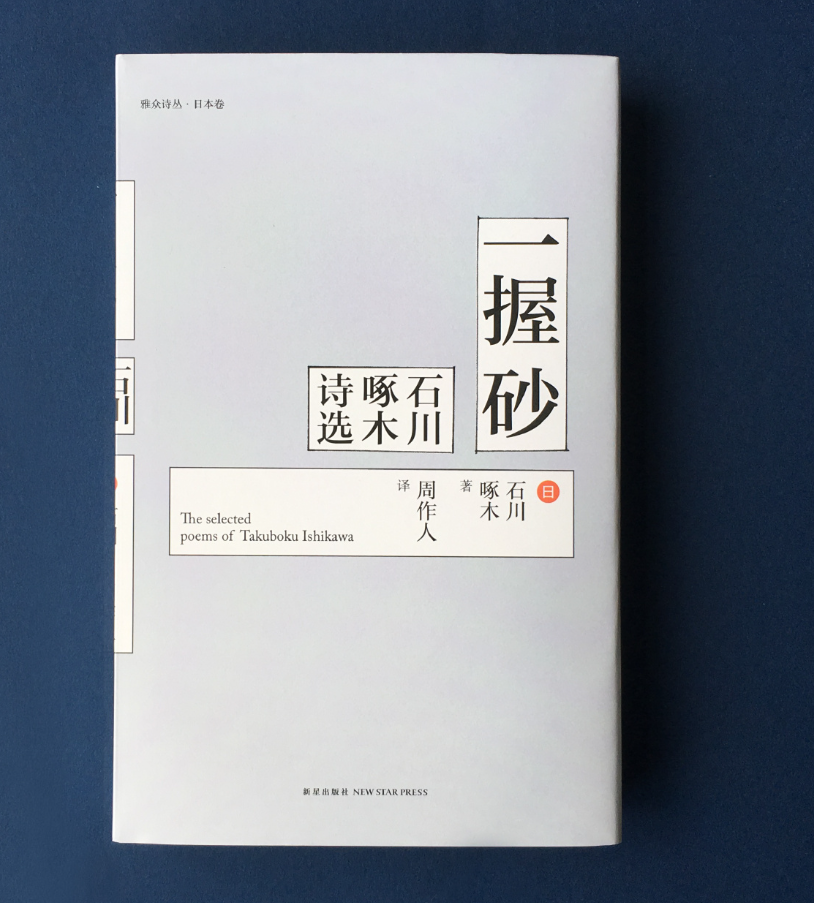 雅众诗丛·日本卷
一握砂
石川
啄木
诗选
日
石川
啄木
著
周作人
译
The selected
poems of Takuboku Ishikawa
石川
新星出版社 NEW STAR PRESS